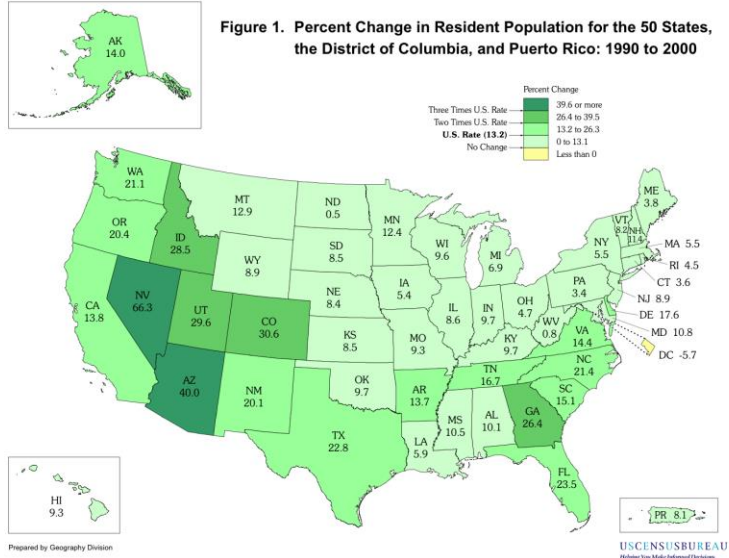 Figure 1. Percent Change in Resident Population for the 50 States,
the District of Columbia, and Puerto Rico: 1990 to 2000
AK
14.0
Percent Change
Three Times U.S. Rate
39.6 or more
Two Times U.S. Rate
26.4 to 39.5
U.S. Rate (13.2)
13.2 to 26.3
No Change
0 to 13.1
Less than 0
WA
21.1
OR
20.4
CA
13.8
ID
28.5
NV
66.3
AZ
40.0
UT
29.6
MT
12.9
WY
8.9
CO
30.6
NM
20.1
ND
0.5
SD
8.5
NE
8.4
KS
8.5
OK
9.7
TX
22.8
MN
12.4
IA
5.4
MO
9.3
AR
13.7
LA
5.9
WI
9.6
IL
8.6
MI
6.9
IN
9.7
OH
4.7
KY
9.7
TN
16.7
MS
10.5
AL
10.1
GA
26.4
FL
23.5
SC
15.1
NC
21.4
VA
14.4
WV
0.8
PA
3.4
NY
5.5
VT
8.2
NH
11.4
ME
3.8
MA 5.5
RI 4.5
CT 3.6
NJ 8.9
DE 17.6
MD 10.8
DC -5.7
HI
9.3
PR 8.1
Prepared by Geography Division
USCENSUSBUREAU
Helping You Make Informed Decisions